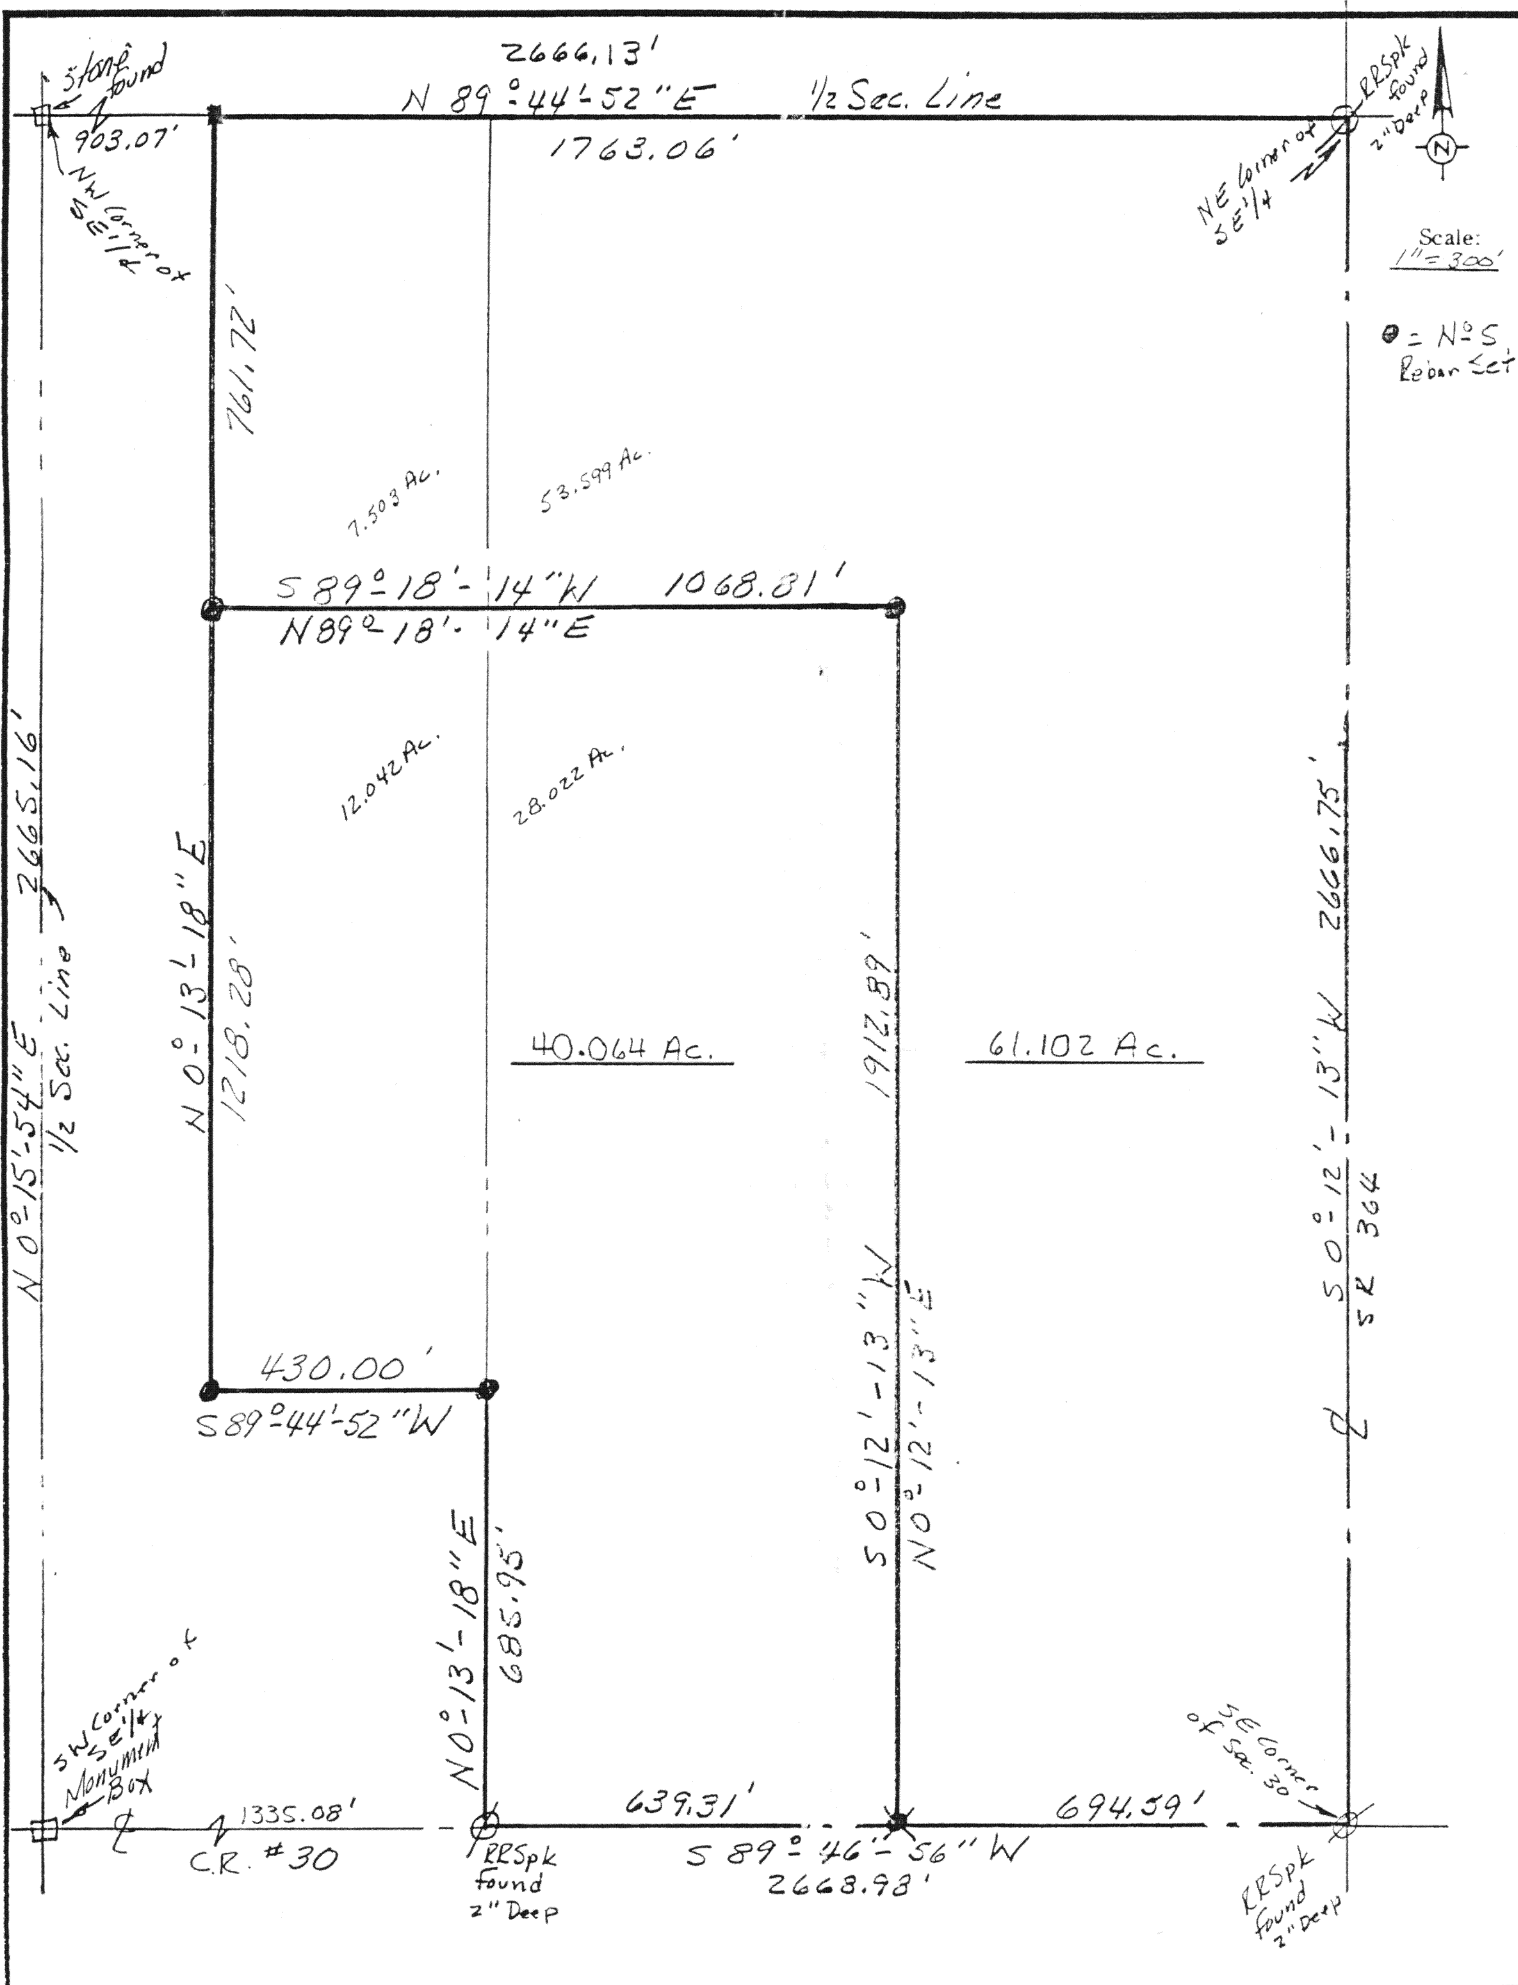 2666.13'
N 89°-44'-52" E 1/2 Sec. Line
1763.06'
Stone
found
903.07'
NW Corner of
SE 1/4
RRSpk
found
2" Deep
NE Corner of
SE 1/4
N
Scale:
1"=300'
= Nº 5
Rebar Set
761.72'
7.503 Ac.
53.599 Ac.
S 89°-18'-14" W 1068.81'
N 89°-18'-14" E
12.042 Ac.
28.022 Ac.
N 0°-15'-54" E 2665.16'
1/2 Sec. Line
N 0°-13'-18" E
1218.28'
40.064 Ac.
1912.89'
S 0°-12'-13" W
N 0°-12'-13" E
61.102 Ac.
S 0°-12'-13" W 2666.75'
SR 364
430.00'
S 89°-44'-52" W
N 0°-13'-18" E
685.95'
SW Corner of
SE 1/4
Monument
Box
℄
1335.08'
C.R. #30
RRSpk
found
2" Deep
639.31'
694.59'
S 89°-46'-56" W
2668.98'
SE Corner
of Sec. 30
RRSpk
found
2" Deep